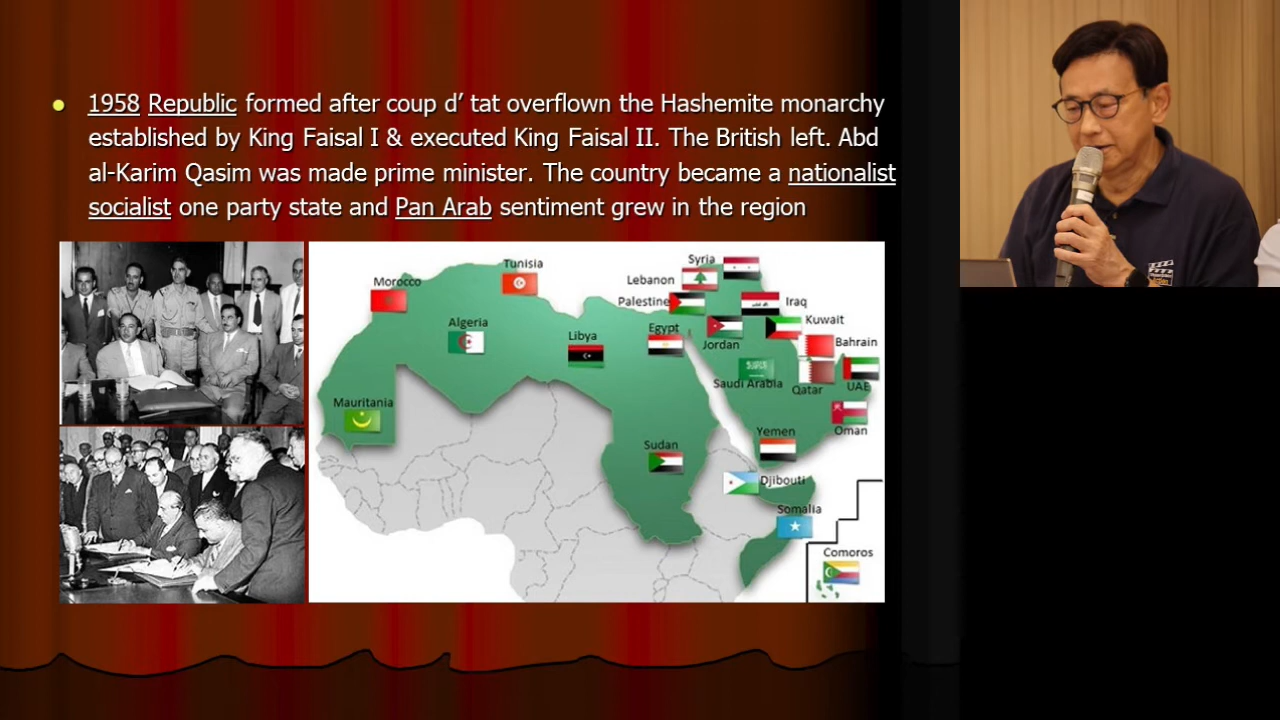 1958 Republic formed after coup d’ tat overflown the Hashemite monarchy
established by King Faisal I & executed King Faisal II. The British left. Abd
al-Karim Qasim was made prime minister. The country became a nationalist
socialist one party state and Pan Arab sentiment grew in the region
Syria
Tunisia
Lebanon
Morocco
Palestine
Iraq
Algeria
Kuwait
Libya
Egypt
Jordan
Bahrain
Saudi Arabia
Qatar
UAE
Mauritania
Oman
Yemen
Sudan
Djibouti
Somalia
Comoros